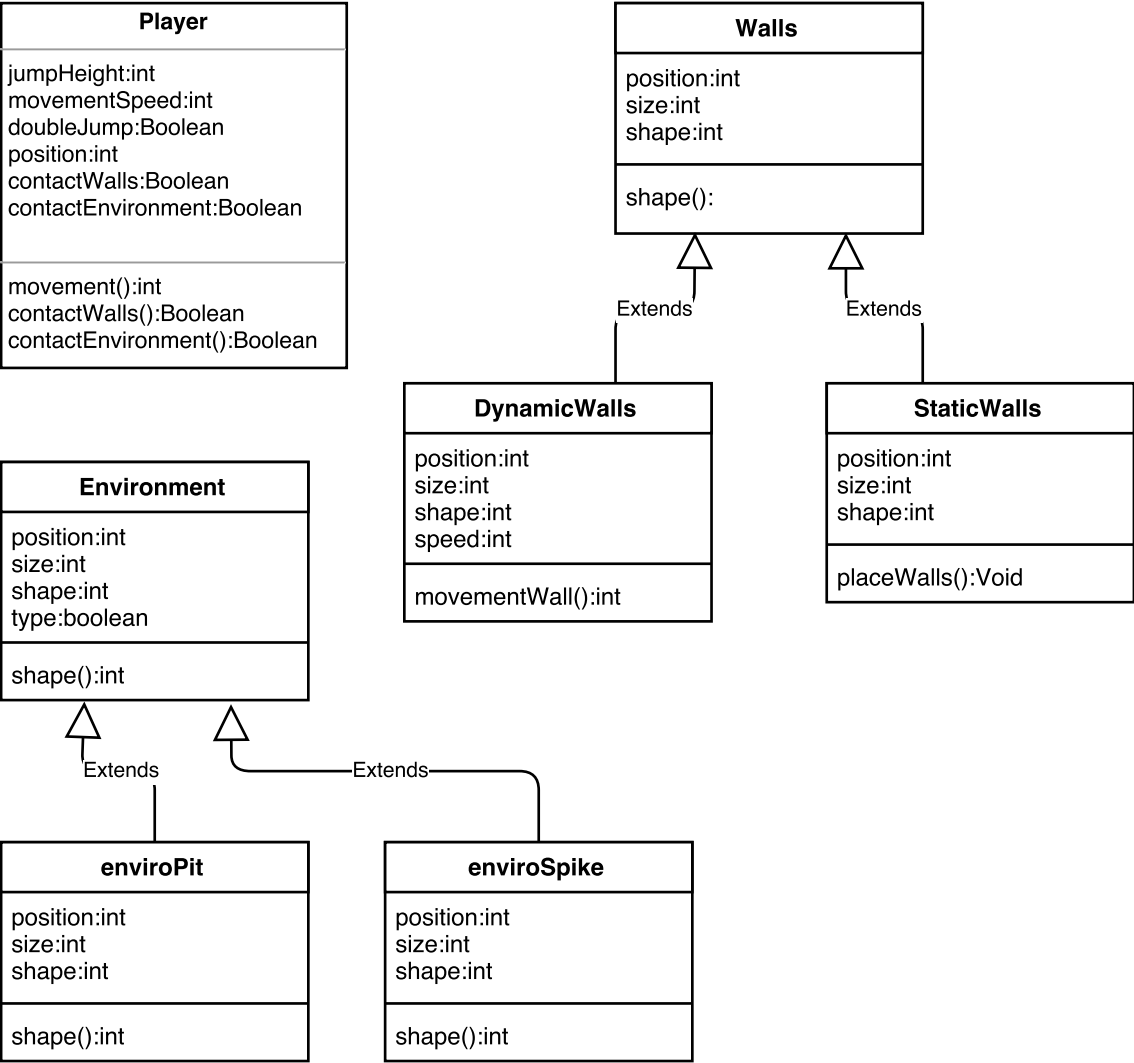 Player
jumpHeight:int
movementSpeed:int
doubleJump:Boolean
position:int
contactWalls:Boolean
contactEnvironment:Boolean
movement():int
contactWalls():Boolean
contactEnvironment():Boolean
Walls
position:int
size:int
shape:int
shape():
Extends
Extends
DynamicWalls
position:int
size:int
shape:int
speed:int
movementWall():int
StaticWalls
position:int
size:int
shape:int
placeWalls():Void
Environment
position:int
size:int
shape:int
type:boolean
shape():int
Extends
Extends
enviroPit
position:int
size:int
shape:int
shape():int
enviroSpike
position:int
size:int
shape:int
shape():int